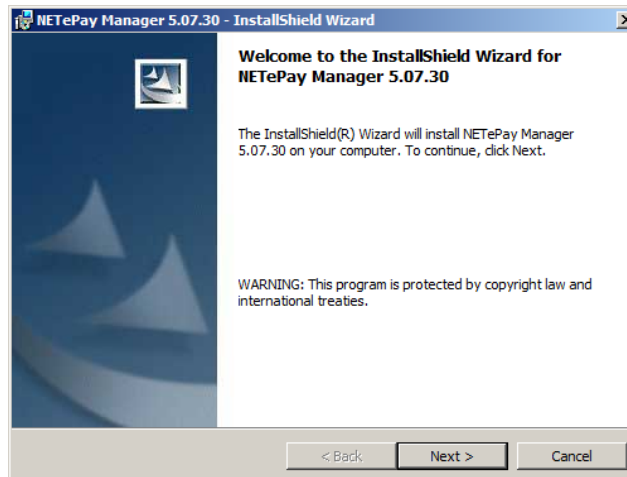 NETePay Manager 5.07.30 - InstallShield Wizard
Welcome to the InstallShield Wizard for
NETePay Manager 5.07.30
The InstallShield(R) Wizard will install NETePay Manager
5.07.30 on your computer. To continue, click Next.
WARNING: This program is protected by copyright law and
international treaties.
< Back
Next >
Cancel